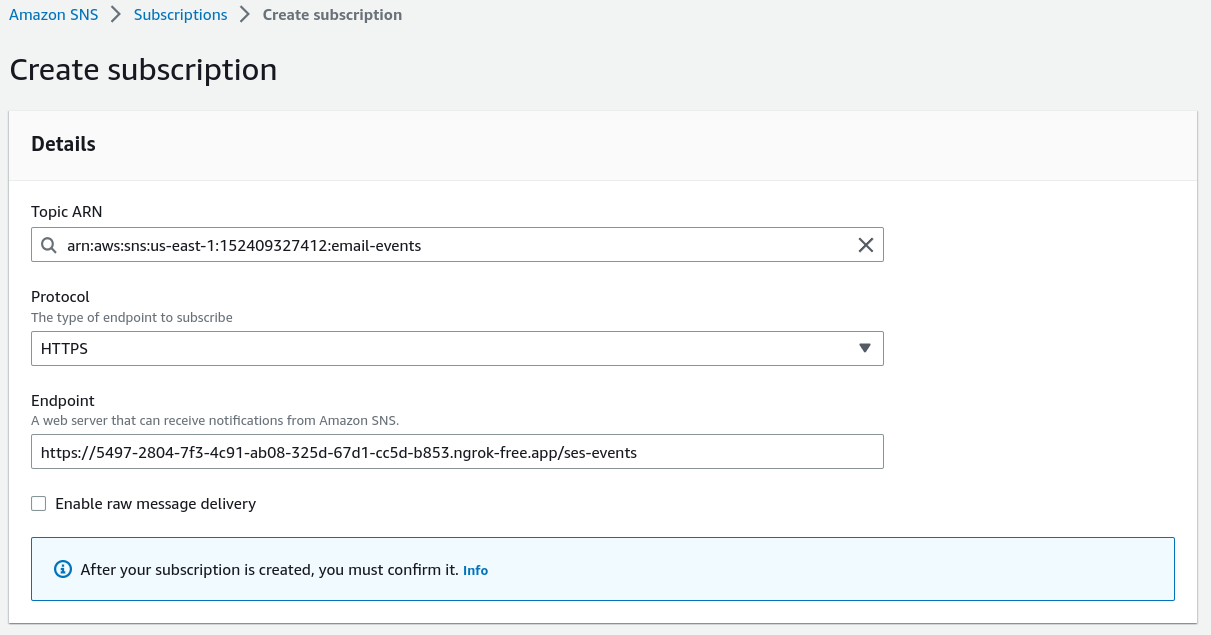 Amazon SNS > Subscriptions > Create subscription
Create subscription
Details
Topic ARN
arn:aws:sns:us-east-1:152409327412:email-events
Protocol
The type of endpoint to subscribe
HTTPS
Endpoint
A web server that can receive notifications from Amazon SNS.
https://5497-2804-7f3-4c91-ab08-325d-67d1-cc5d-b853.ngrok-free.app/ses-events
Enable raw message delivery
After your subscription is created, you must confirm it. Info